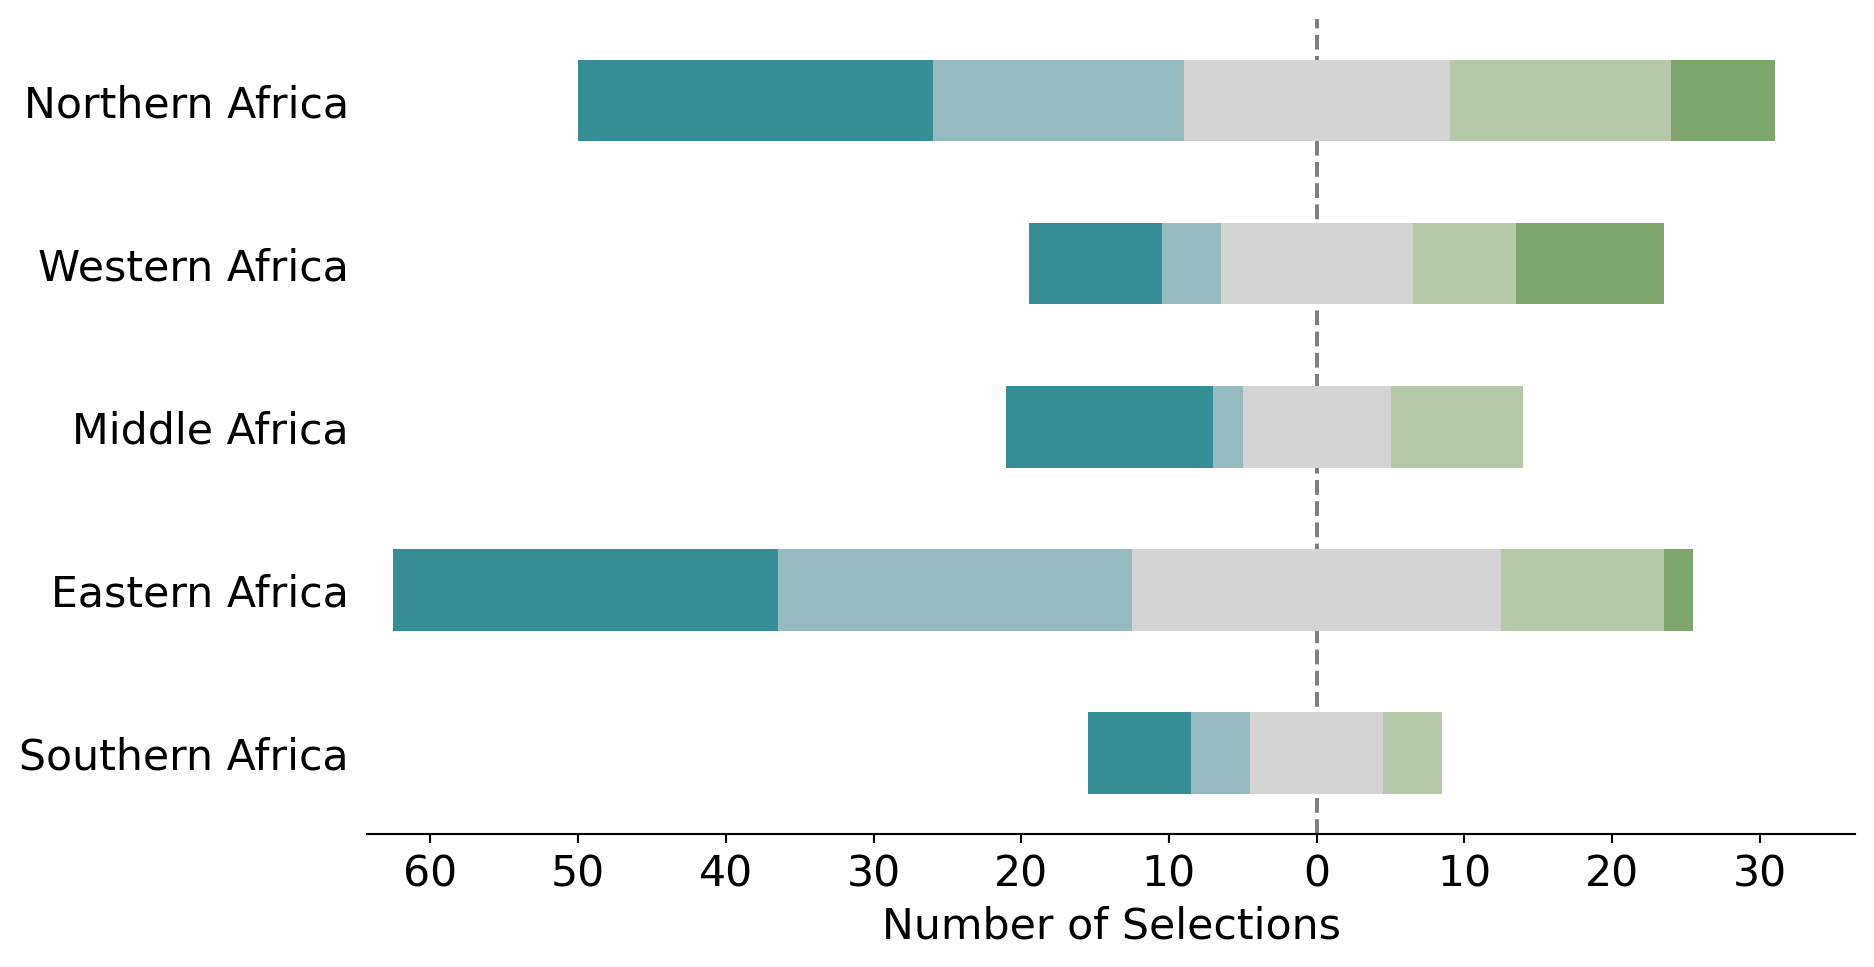 Northern Africa
Western Africa
Middle Africa
Eastern Africa
Southern Africa
60 50 40 30 20 10 0 10 20 30
Number of Selections